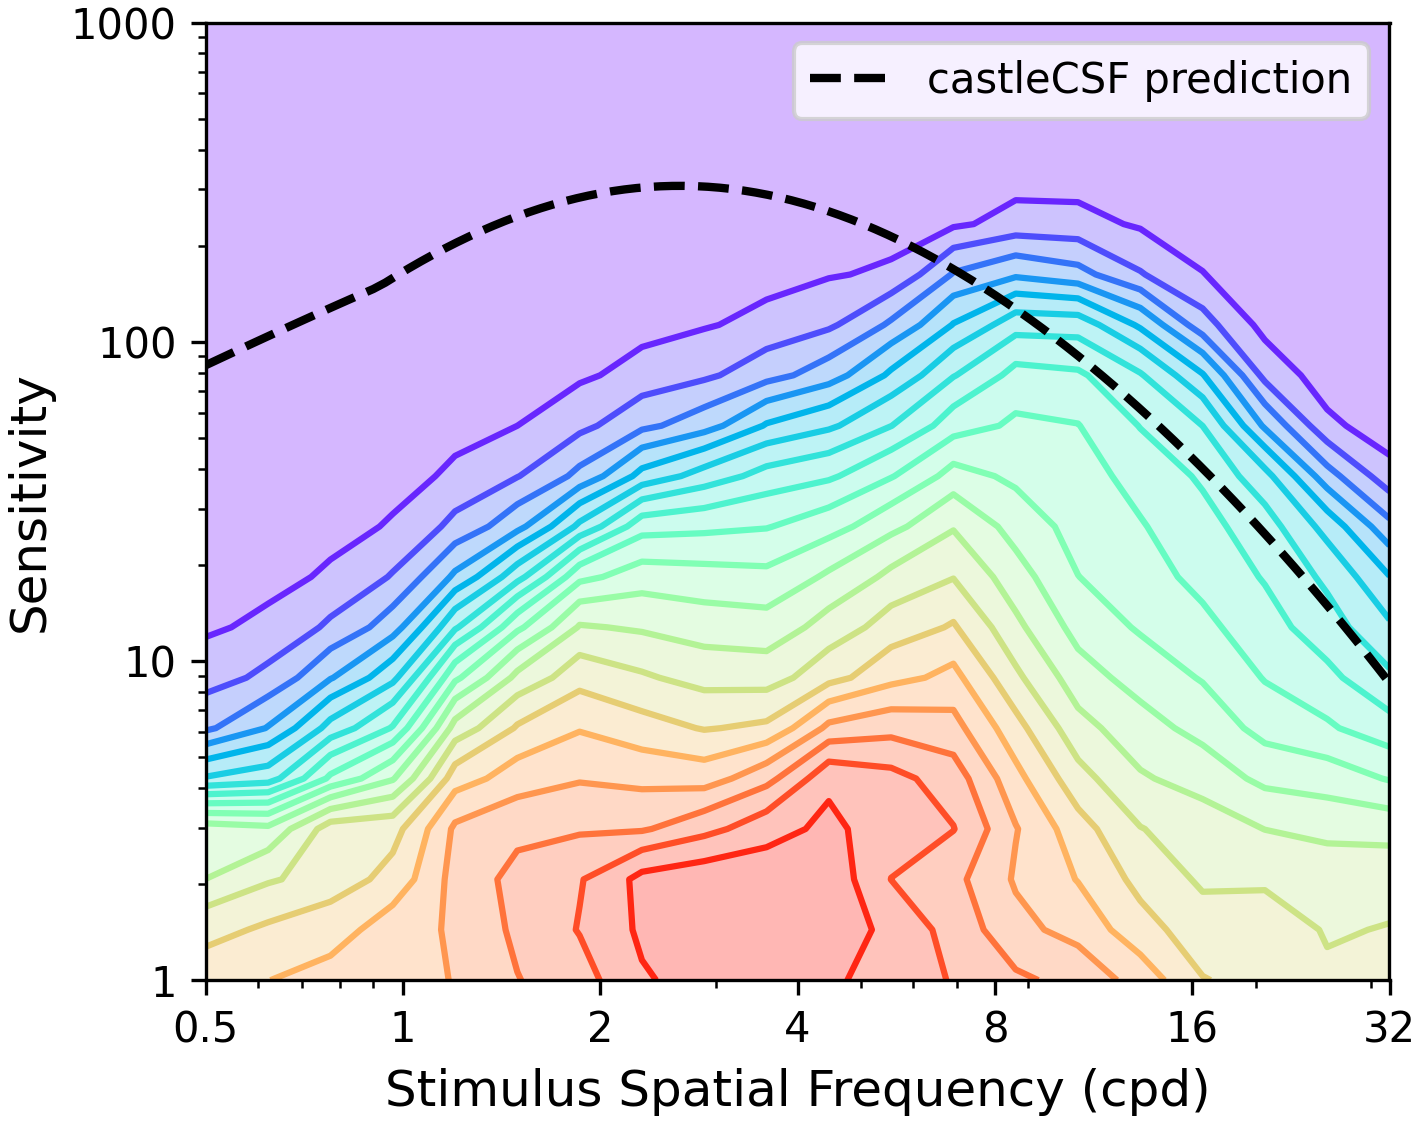 1000
castleCSF prediction
100
Sensitivity
10
1
0.5 1 2 4 8 16 32
Stimulus Spatial Frequency (cpd)